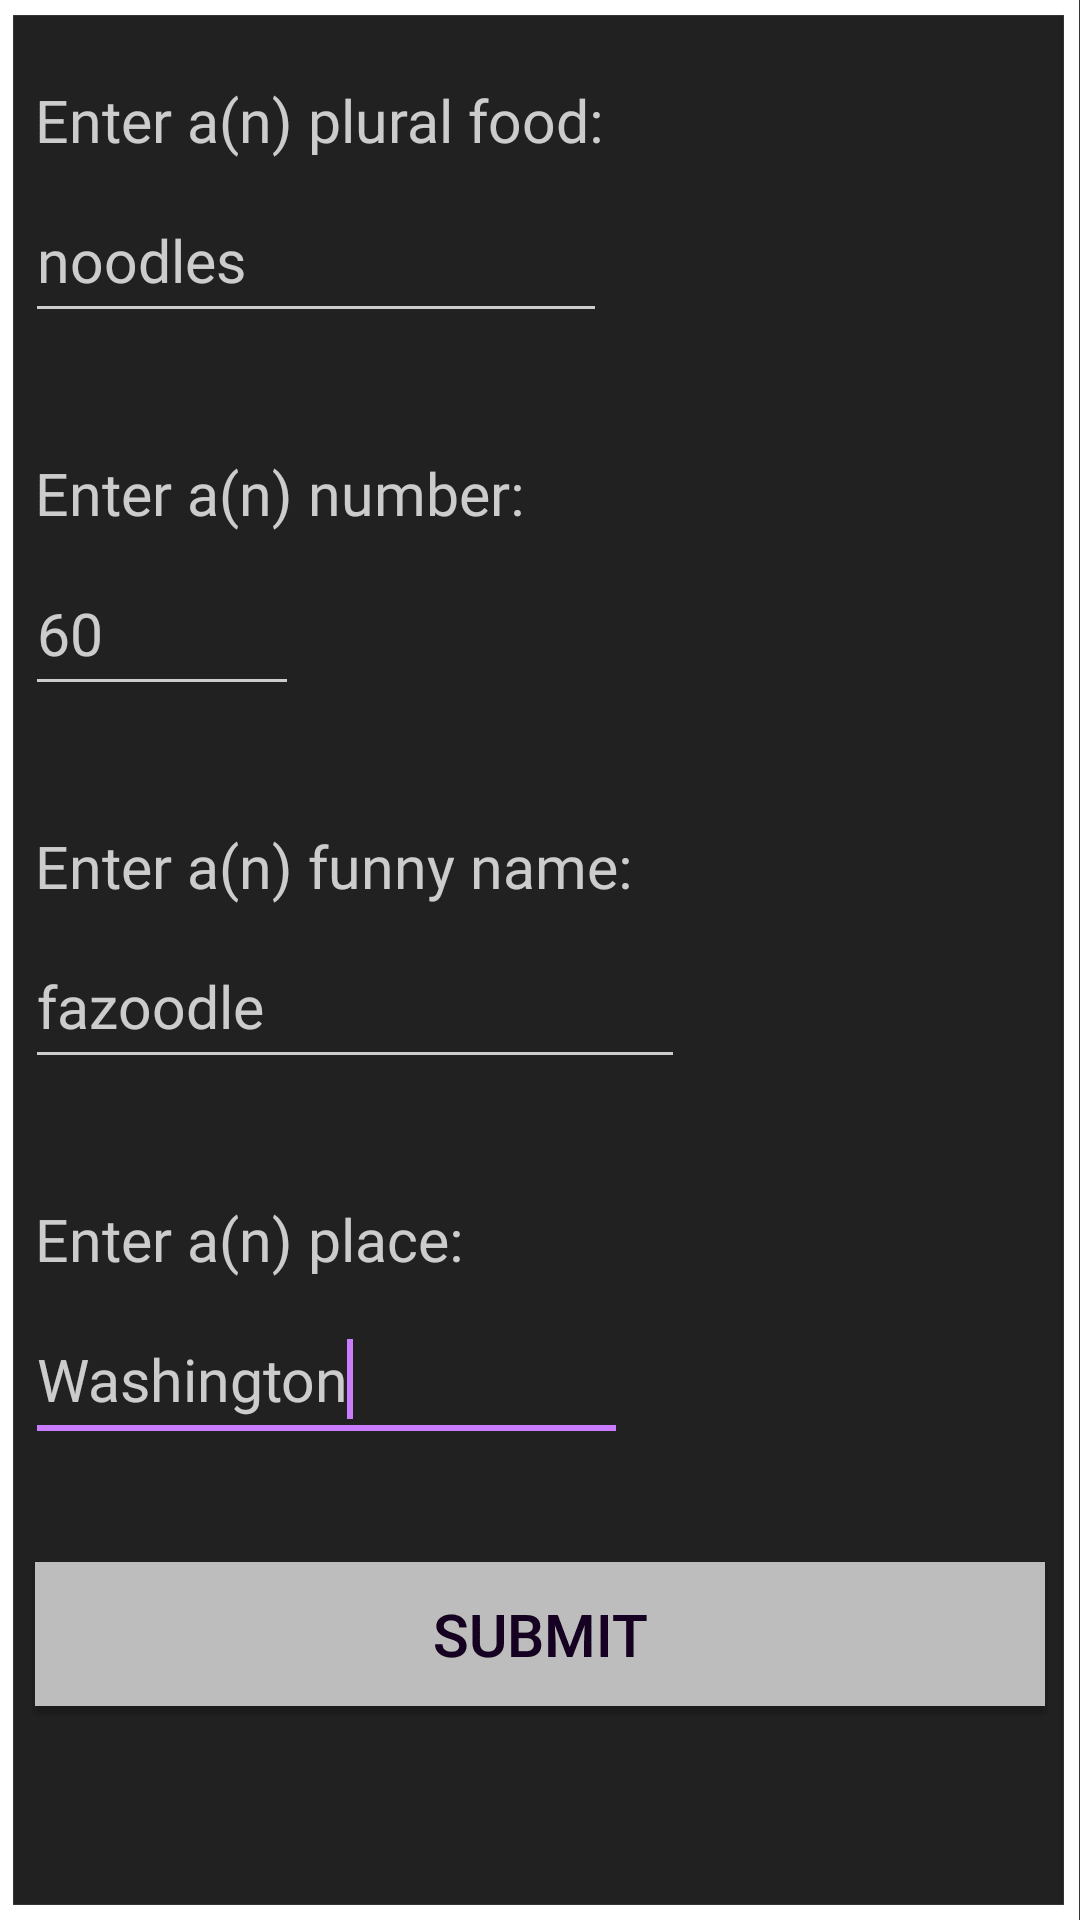 Enter a(n) plural food:
noodles
Enter a(n) number:
60
Enter a(n) funny name:
fazoodle
Enter a(n) place:
Washington
SUBMIT